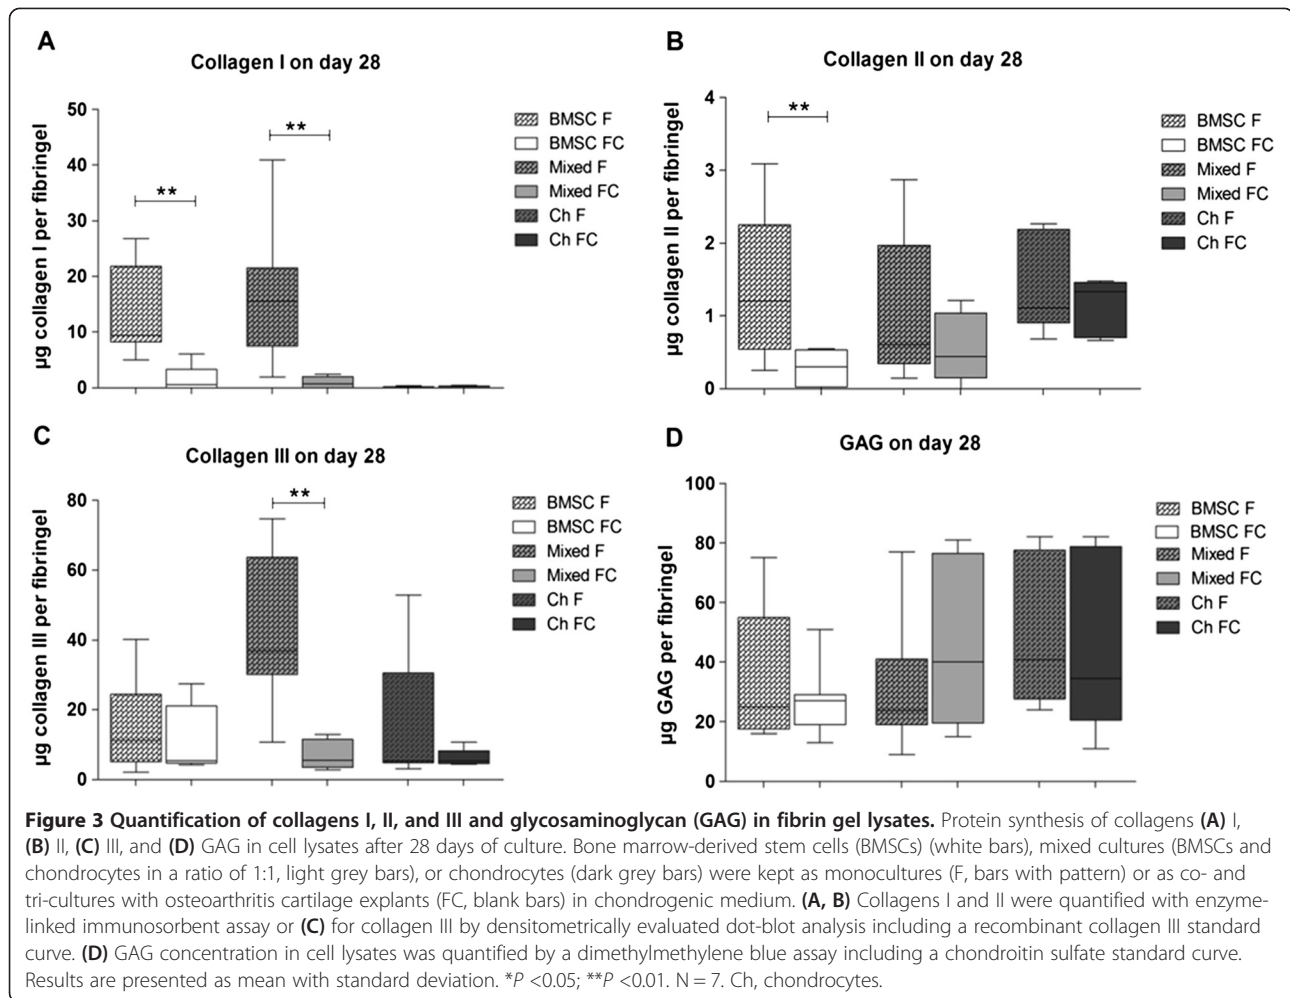 A
Collagen I on day 28
µg collagen I per fibringel
50
40
30
20
10
0
**
**
BMSC F
BMSC FC
Mixed F
Mixed FC
Ch F
Ch FC
B
Collagen II on day 28
µg collagen II per fibringel
4
3
2
1
0
**
BMSC F
BMSC FC
Mixed F
Mixed FC
Ch F
Ch FC
C
Collagen III on day 28
µg collagen III per fibringel
80
60
40
20
0
**
BMSC F
BMSC FC
Mixed F
Mixed FC
Ch F
Ch FC
D
GAG on day 28
µg GAG per fibringel
100
80
60
40
20
0
BMSC F
BMSC FC
Mixed F
Mixed FC
Ch F
Ch FC
Figure 3 Quantification of collagens I, II, and III and glycosaminoglycan (GAG) in fibrin gel lysates. Protein synthesis of collagens (A) I,
(B) II, (C) III, and (D) GAG in cell lysates after 28 days of culture. Bone marrow-derived stem cells (BMSCs) (white bars), mixed cultures (BMSCs and
chondrocytes in a ratio of 1:1, light grey bars), or chondrocytes (dark grey bars) were kept as monocultures (F, bars with pattern) or as co- and
tri-cultures with osteoarthritis cartilage explants (FC, blank bars) in chondrogenic medium. (A, B) Collagens I and II were quantified with enzyme-
linked immunosorbent assay or (C) for collagen III by densitometrically evaluated dot-blot analysis including a recombinant collagen III standard
curve. (D) GAG concentration in cell lysates was quantified by a dimethylmethylene blue assay including a chondroitin sulfate standard curve.
Results are presented as mean with standard deviation. *P <0.05; **P <0.01. N = 7. Ch, chondrocytes.